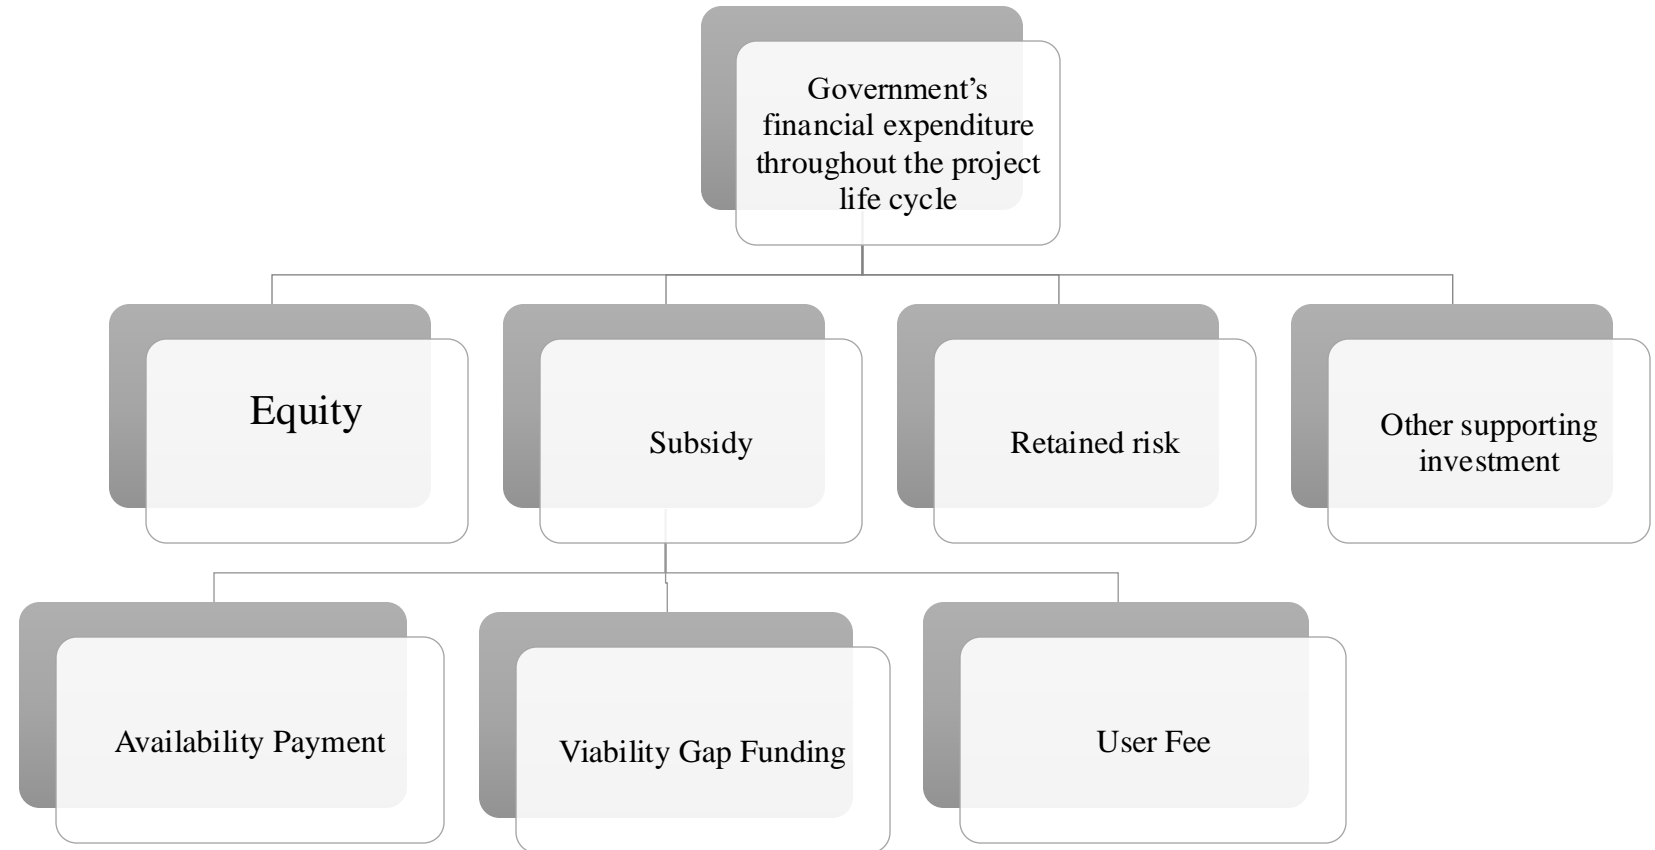 Government’s
financial expenditure
throughout the project
life cycle
Equity
Subsidy
Retained risk
Other supporting
investment
Availability Payment
Viability Gap Funding
User Fee